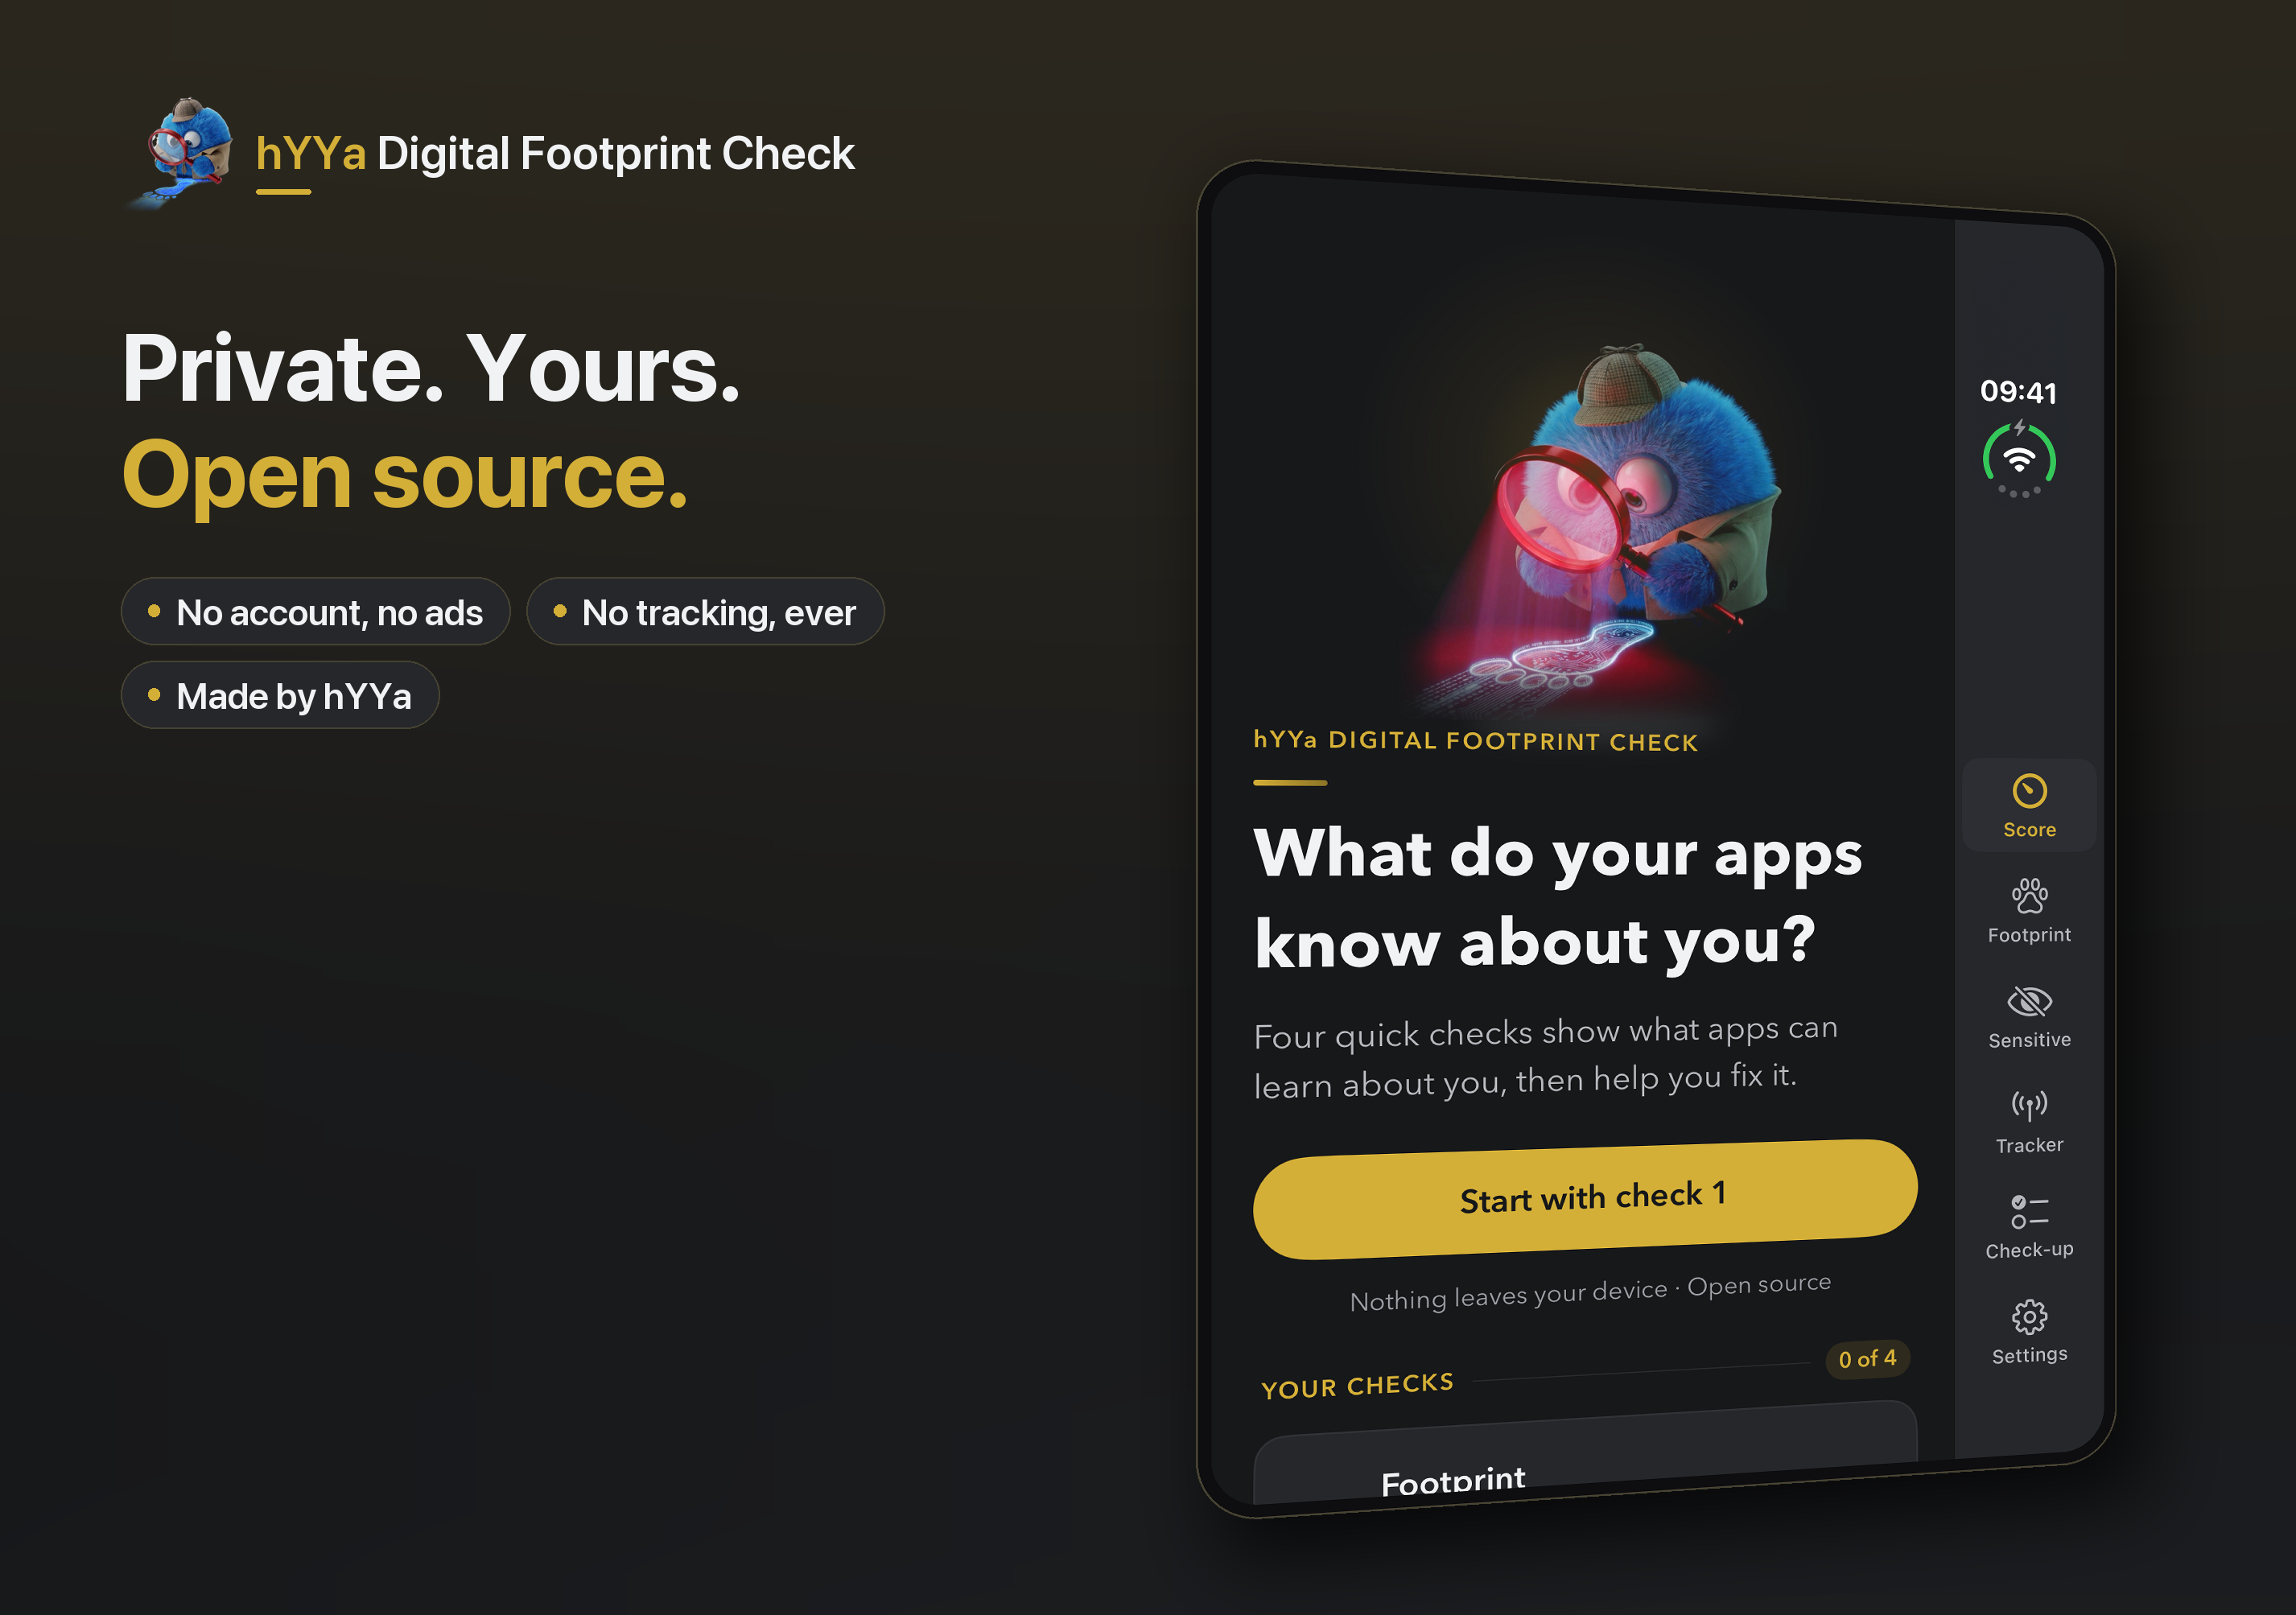 hYYa Digital Footprint Check
Private. Yours.
Open source.
No account, no ads
No tracking, ever
Made by hYYa
hYYa DIGITAL FOOTPRINT CHECK
What do your apps
know about you?
Four quick checks show what apps can
learn about you, then help you fix it.
Start with check 1
Nothing leaves your device · Open source
YOUR CHECKS
0 of 4
Footprint
09:41
Score
Footprint
Sensitive
Tracker
Check-up
Settings